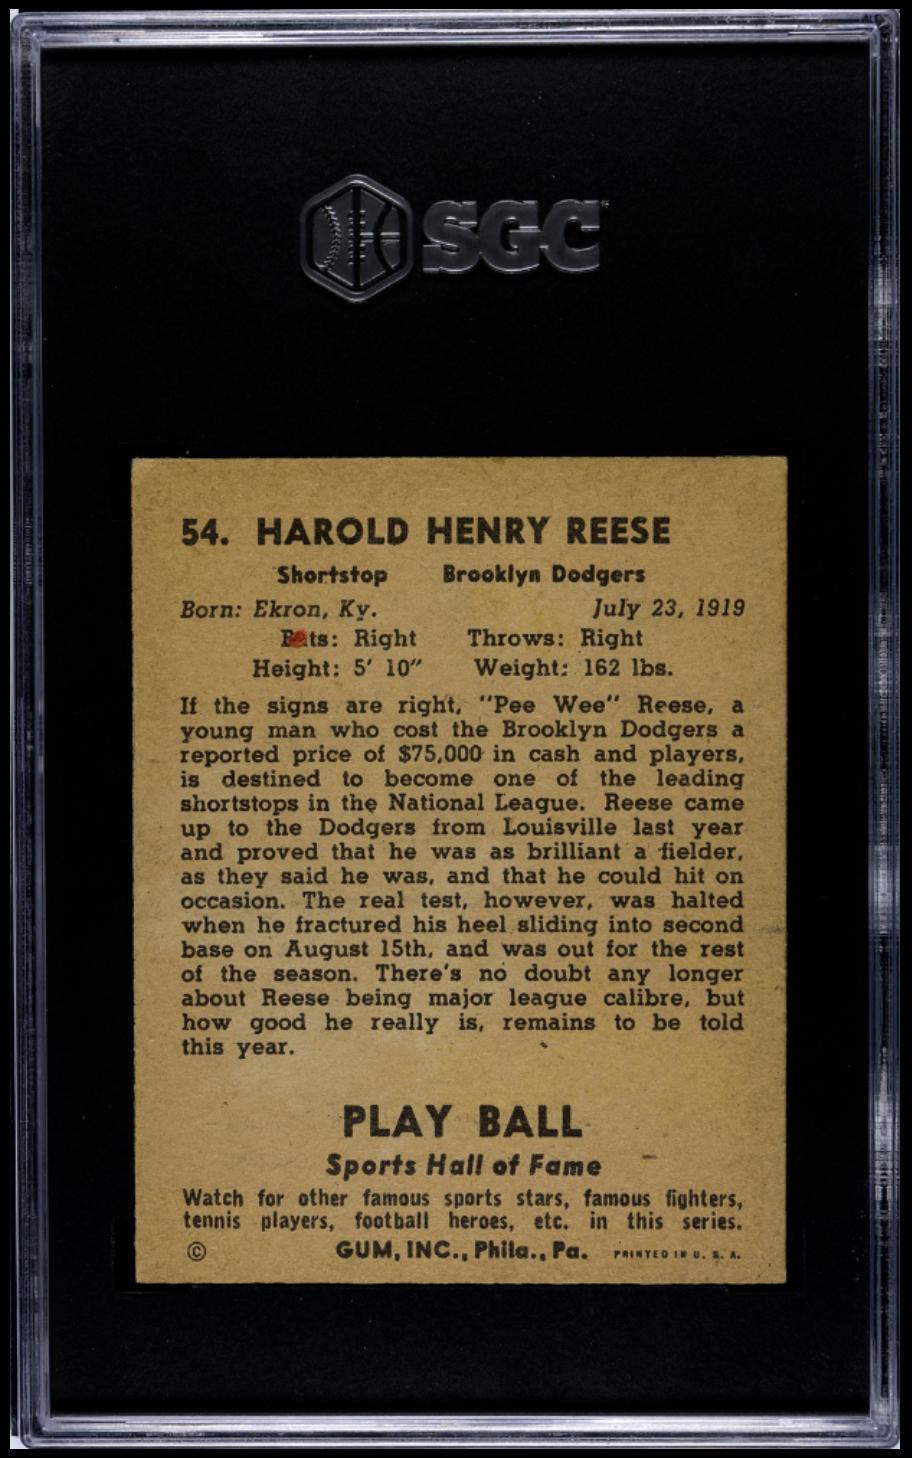 SGC
54. HAROLD HENRY REESE
Shortstop Brooklyn Dodgers
Born: Ekron, Ky. July 23, 1919
Bats: Right Throws: Right
Height: 5' 10" Weight: 162 lbs.
If the signs are right, "Pee Wee" Reese, a
young man who cost the Brooklyn Dodgers a
reported price of $75,000 in cash and players,
is destined to become one of the leading
shortstops in the National League. Reese came
up to the Dodgers from Louisville last year
and proved that he was as brilliant a fielder,
as they said he was, and that he could hit on
occasion. The real test, however, was halted
when he fractured his heel sliding into second
base on August 15th, and was out for the rest
of the season. There's no doubt any longer
about Reese being major league calibre, but
how good he really is, remains to be told
this year.
PLAY BALL
Sports Hall of Fame
Watch for other famous sports stars, famous fighters,
tennis players, football heroes, etc. in this series.
© GUM, INC., Phila., Pa. PRINTED IN U. S. A.